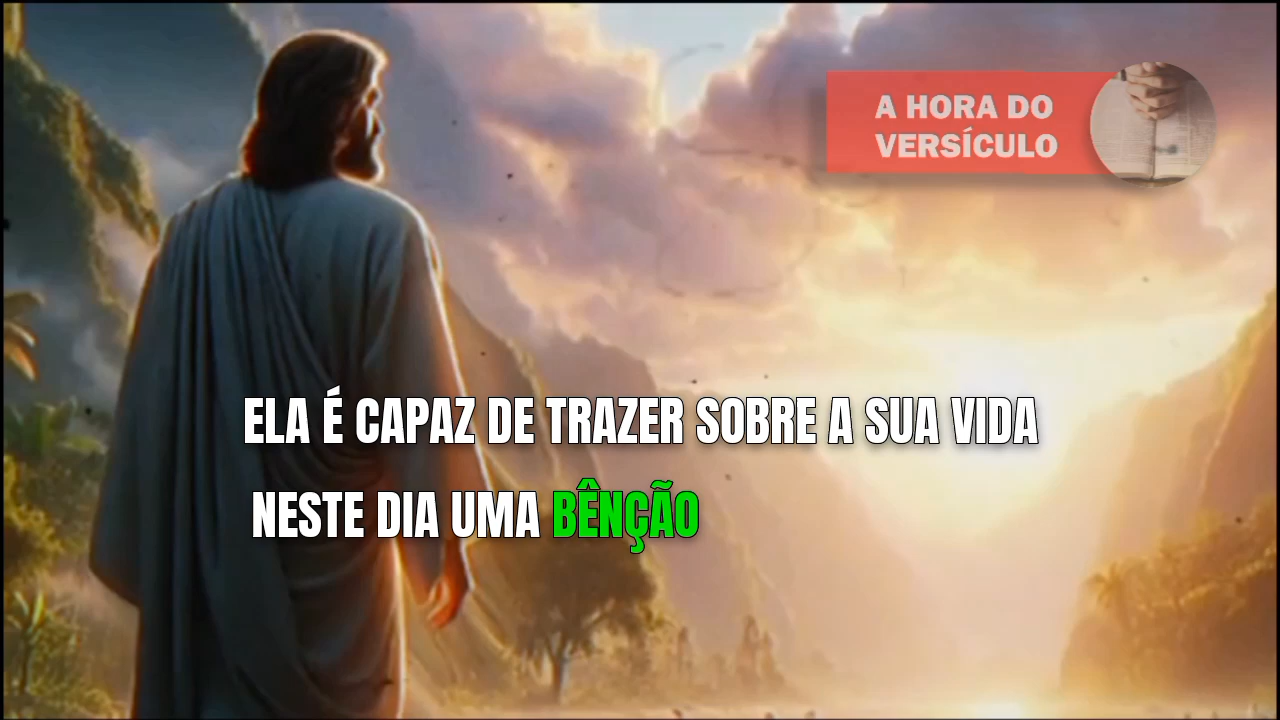 A HORA DO
VERSÍCULO
ELA É CAPAZ DE TRAZER SOBRE A SUA VIDA
NESTE DIA UMA BÊNÇÃO